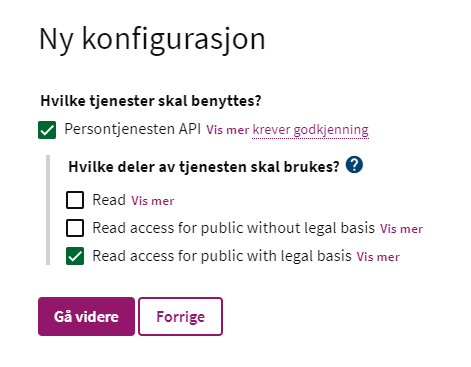 Ny konfigurasjon
Hvilke tjenester skal benyttes?
Persontjenesten API Vis mer krever godkjenning
Hvilke deler av tjenesten skal brukes? ?
Read Vis mer
Read access for public without legal basis Vis mer
Read access for public with legal basis Vis mer
Gå videre Forrige